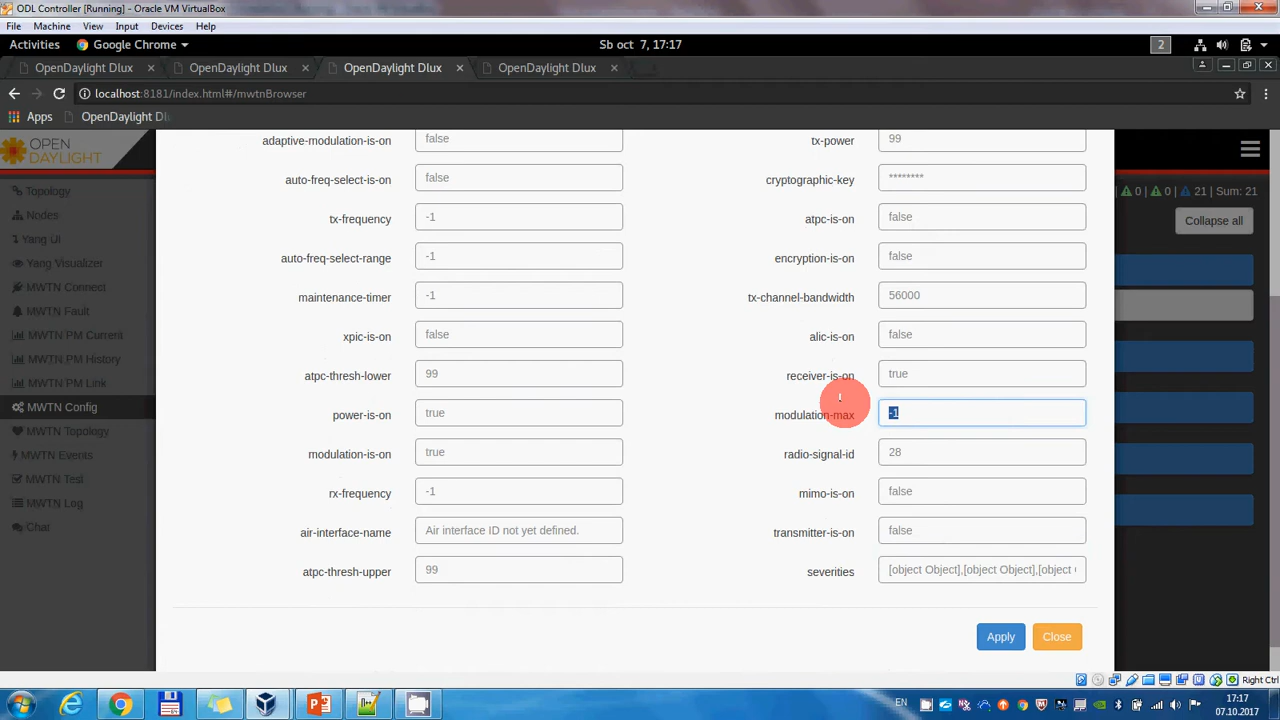 ODL Controller [Running] - Oracle VM VirtualBox
File Machine View Input Devices Help
Activities Google Chrome Sb oct 7, 17:17 2
OpenDaylight Dlux OpenDaylight Dlux OpenDaylight Dlux OpenDaylight Dlux
localhost:8181/index.html#/mwtnBrowser
Apps OpenDaylight Dl
OPEN
DAYLIGHT
Topology
Nodes
Yang UI
Yang Visualizer
MWTN Connect
MWTN Fault
MWTN PM Current
MWTN PM History
MWTN PM Link
MWTN Config
MWTN Topology
MWTN Events
MWTN Test
MWTN Log
Chat
0 | 0 | 21 | Sum: 21
Collapse all
adaptive-modulation-is-on false tx-power 99
auto-freq-select-is-on false cryptographic-key ********
tx-frequency -1 atpc-is-on false
auto-freq-select-range -1 encryption-is-on false
maintenance-timer -1 tx-channel-bandwidth 56000
xpic-is-on false alic-is-on false
atpc-thresh-lower 99 receiver-is-on true
power-is-on true modulation-max -1
modulation-is-on true radio-signal-id 28
rx-frequency -1 mimo-is-on false
air-interface-name Air interface ID not yet defined. transmitter-is-on false
atpc-thresh-upper 99 severities [object Object],[object Object],[object
Apply Close
Right Ctrl
EN 17:17
07.10.2017